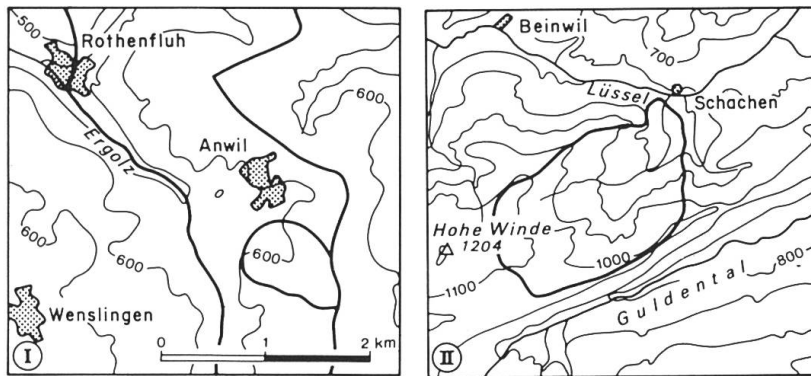 500
Rothenfluh
600
600
Ergolz
Anwil
600
600
600
Wenslingen
I
0 1 2 km
Beinwil
700
Lüssel
Schachen
Hohe Winde
1204
1000
1100
800
Guldental
II